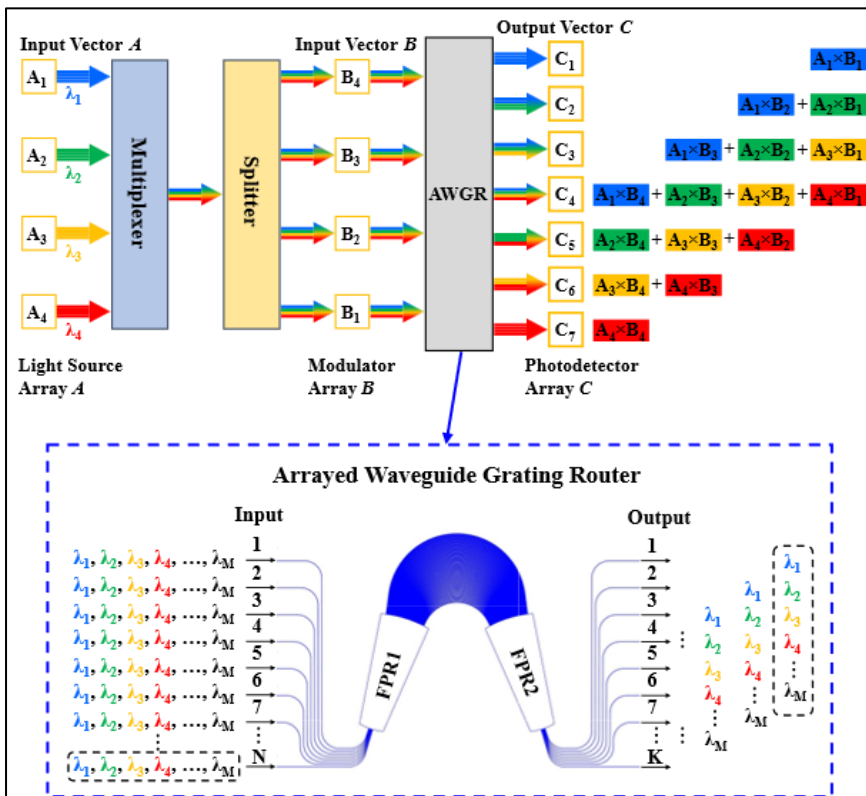 Input Vector A
Input Vector B
Output Vector C
A₁
λ₁
A₂
λ₂
A₃
λ₃
A₄
λ₄
Multiplexer
Splitter
B₄
B₃
B₂
B₁
AWGR
C₁ A₁×B₁
C₂ A₁×B₂ + A₂×B₁
C₃ A₁×B₃ + A₂×B₂ + A₃×B₁
C₄ A₁×B₄ + A₂×B₃ + A₃×B₂ + A₄×B₁
C₅ A₂×B₄ + A₃×B₃ + A₄×B₂
C₆ A₃×B₄ + A₄×B₃
C₇ A₄×B₄
Light Source
Array A
Modulator
Array B
Photodetector
Array C
Arrayed Waveguide Grating Router
Input
λ₁, λ₂, λ₃, λ₄, ..., λM 1
λ₁, λ₂, λ₃, λ₄, ..., λM 2
λ₁, λ₂, λ₃, λ₄, ..., λM 3
λ₁, λ₂, λ₃, λ₄, ..., λM 4
λ₁, λ₂, λ₃, λ₄, ..., λM 5
λ₁, λ₂, λ₃, λ₄, ..., λM 6
λ₁, λ₂, λ₃, λ₄, ..., λM 7
⋮ ⋮
λ₁, λ₂, λ₃, λ₄, ..., λM N
FPR1
FPR2
Output
1 λ₁
2 λ₁ λ₂
3 λ₁ λ₂ λ₃
4 ⋮ λ₂ λ₃ λ₄
5 λ₃ λ₄ ⋮
6 λ₄ ⋮ λM
7 ⋮ λM
⋮ ⋮ ⋮ λM
K